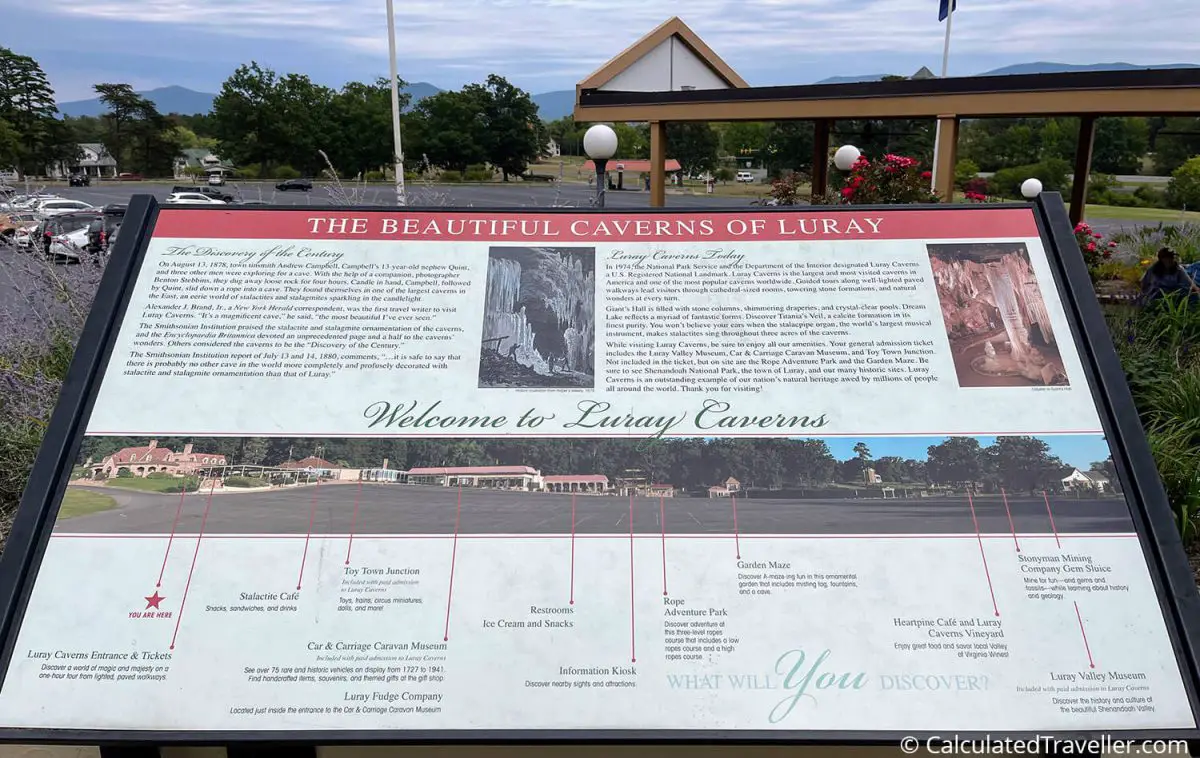 THE BEAUTIFUL CAVERNS OF LURAY
The Discovery of the Century
On August 13, 1878, town tinsmith Andrew Campbell, Campbell's 13 year-old nephew Quint,
and three other men were exploring for a cave. With the help of a companion, photographer
Benton Stebbins, they dug away loose rock for four hours. Candle in hand, Campbell, followed
by Quint, slid down a rope into a cave. They found themselves in one of the largest caverns in
the East, an eerie world of stalactites and stalagmites sparkling in the candlelight.
Alexander J. Brand, Jr., a New York Herald correspondent, was the first travel writer to visit
Luray Caverns. "It's a magnificent cave," he said, "the most beautiful I've ever seen."
The Smithsonian Institution praised the stalactite and stalagmite ornamentation of the caverns,
and the Encyclopedia Britannica devoted an unprecedented page and a half to the caverns'
wonders. Others considered the caverns to be the "Discovery of the Century."
The Smithsonian Institution report of July 13 and 14, 1880, comments, "...it is safe to say that
there is probably no other cave in the world more completely and profusely decorated with
stalactite and stalagmite ornamentation than that of Luray."
Luray Caverns Today
In 1974, the National Park Service and the Department of the Interior designated Luray Caverns
a U.S. Registered National Landmark. Luray Caverns is the largest and most visited caverns in
America and one of the most popular caverns worldwide. Guided tours along well-lighted paved
walkways lead visitors through cathedral-sized rooms, towering stone formations, and natural
wonders at every turn.
Giant's Hall is filled with stone columns, shimmering draperies, and crystal-clear pools. Dream
Lake reflects a myriad of fantastic forms. Discover Titania's Veil, a calcite formation in its
finest purity. You won't believe your ears when the stalacpipe organ, the world's largest musical
instrument, makes stalactites sing throughout three acres of the caverns.
While visiting Luray Caverns, be sure to enjoy all our amenities. Your general admission ticket
includes the Luray Valley Museum, Car & Carriage Caravan Museum, and Toy Town Junction.
Not included in the ticket, but on site are the Rope Adventure Park, and the Garden Maze. Be
sure to see Shenandoah National Park, the town of Luray, and our many historic sites. Luray
Caverns is an outstanding example of our nation's natural heritage awed by millions of people
all around the world. Thank you for visiting!
Welcome to Luray Caverns
YOU ARE HERE
Luray Caverns Entrance & Tickets
Discover a world of magic and majesty on a
one-hour tour from lighted, paved walkways.
Stalactite Café
Snacks, sandwiches, and drinks
Toy Town Junction
Included with paid admission
to Luray Caverns
Toys, trains, circus miniatures,
dolls, and more!
Car & Carriage Caravan Museum
Included with paid admission to Luray Caverns
See over 75 rare and historic vehicles on display from 1727 to 1941.
Find handcrafted items, souvenirs, and themed gifts at the gift shop.
Luray Fudge Company
Located just inside the entrance to the Car & Carriage Caravan Museum
Restrooms
Ice Cream and Snacks
Information Kiosk
Discover nearby sights and attractions.
Rope
Adventure Park
Discover adventure at
this three-level ropes
course that includes a low
ropes course and a high
ropes course.
Garden Maze
Discover A-maze-ing fun in this ornamental
garden that includes misting fog, fountains,
and a cave.
Heartpine Café and Luray
Caverns Vineyard
Enjoy great food and savor local Valley
of Virginia Wines!
Stonyman Mining
Company Gem Sluice
Mine for fun—and gems and
fossils—while learning about history
and geology.
Luray Valley Museum
Included with paid admission to Luray Caverns
Discover the history and culture of
the beautiful Shenandoah Valley.
WHAT WILL You DISCOVER?
© CalculatedTraveller.com